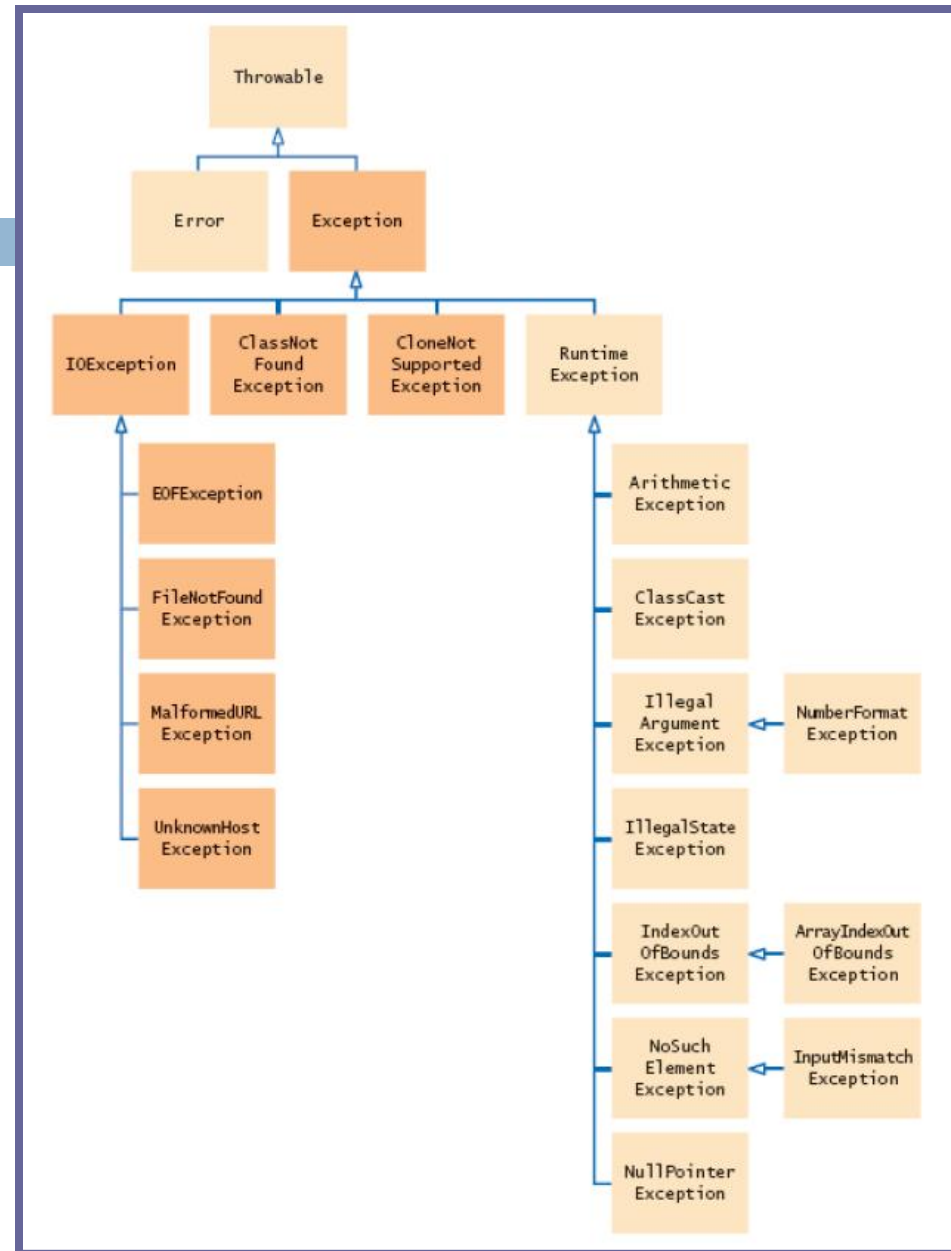 Throwable
Error
Exception
IOException
ClassNot
Found
Exception
CloneNot
Supported
Exception
Runtime
Exception
EOFException
FileNotFound
Exception
MalformedURL
Exception
UnknownHost
Exception
Arithmetic
Exception
ClassCast
Exception
Illegal
Argument
Exception
NumberFormat
Exception
IllegalState
Exception
IndexOut
OfBounds
Exception
ArrayIndexOut
OfBounds
Exception
NoSuch
Element
Exception
InputMismatch
Exception
NullPointer
Exception